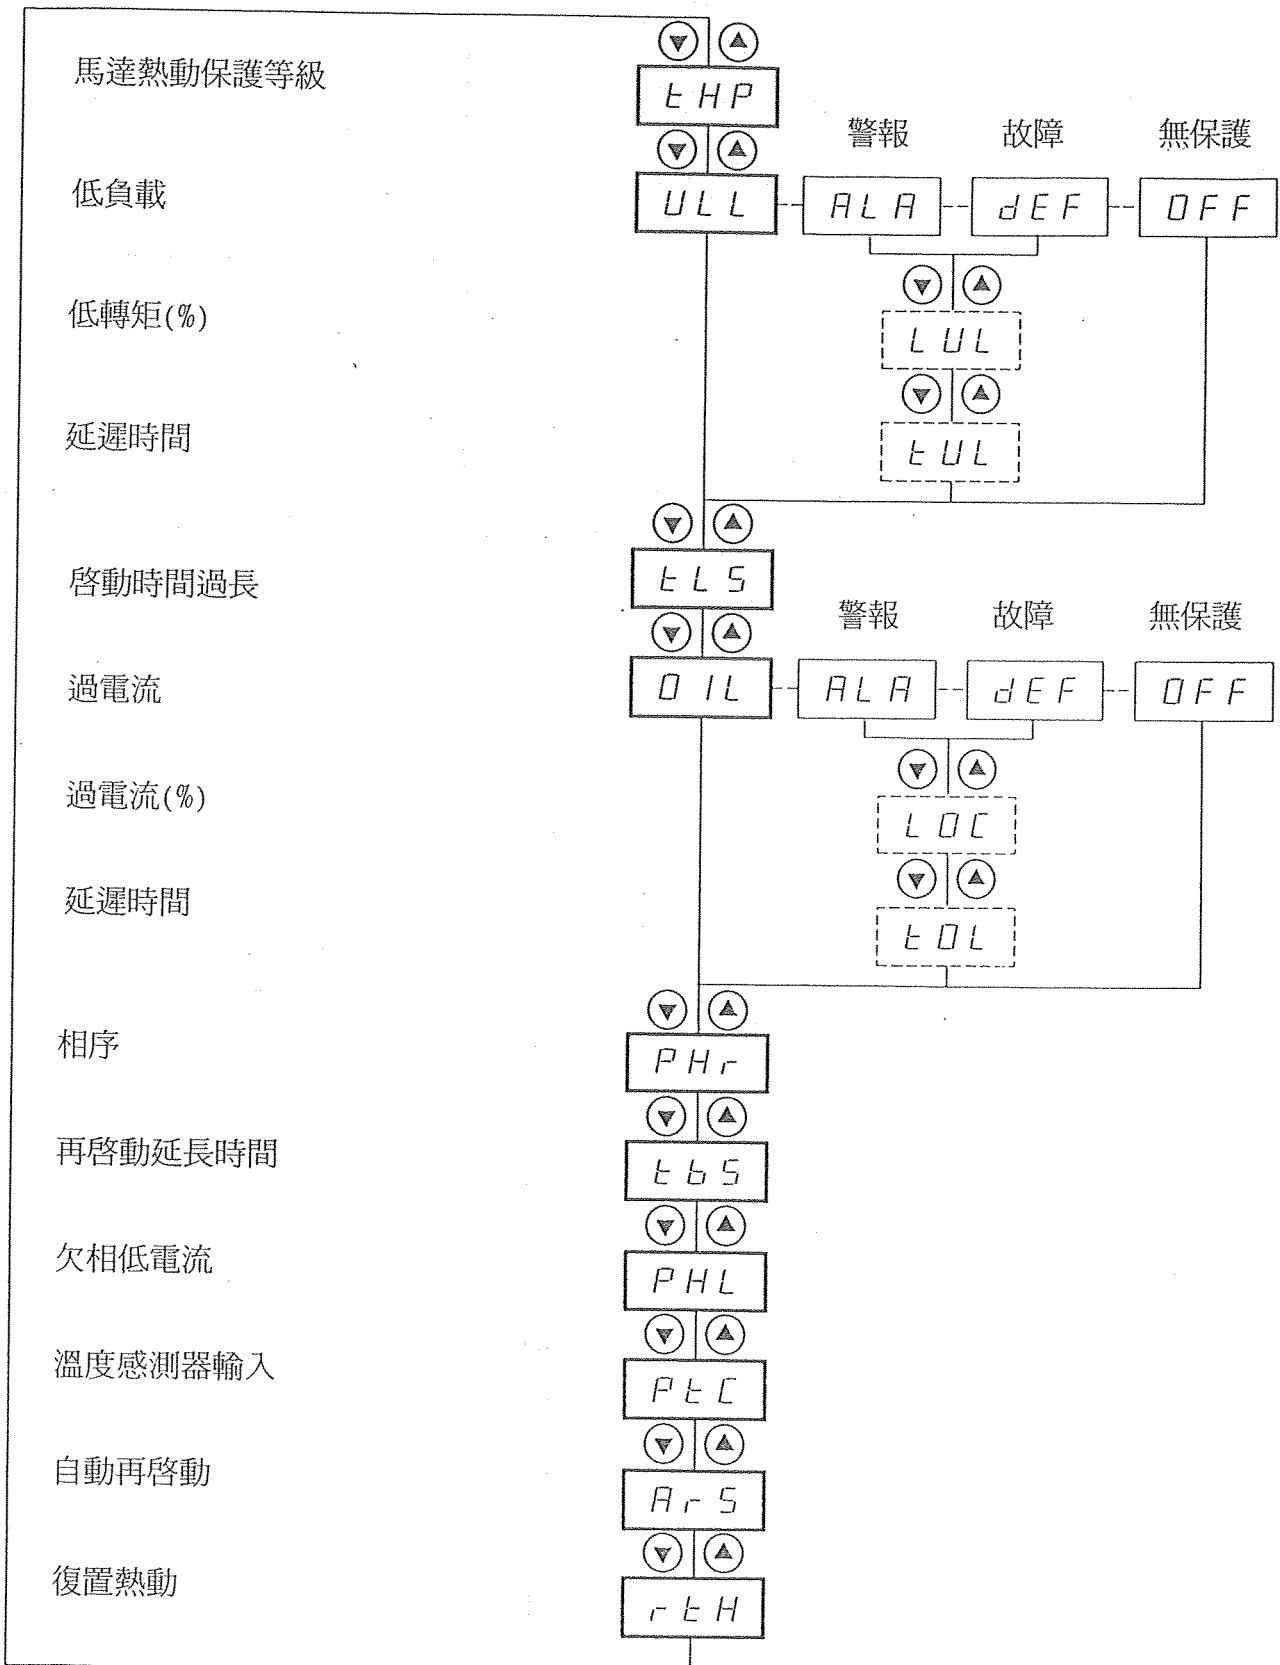 馬達熱動保護等級
tHP
警報 故障 無保護
低負載
ULL ALA dEF OFF
低轉矩(%)
LUL
延遲時間
tUL
啓動時間過長
tLS
警報 故障 無保護
過電流
OIL ALA dEF OFF
過電流(%)
LOC
延遲時間
tOL
相序
PHr
再啓動延長時間
tbS
欠相低電流
PHL
溫度感測器輸入
PtC
自動再啓動
ArS
復置熱動
rtH